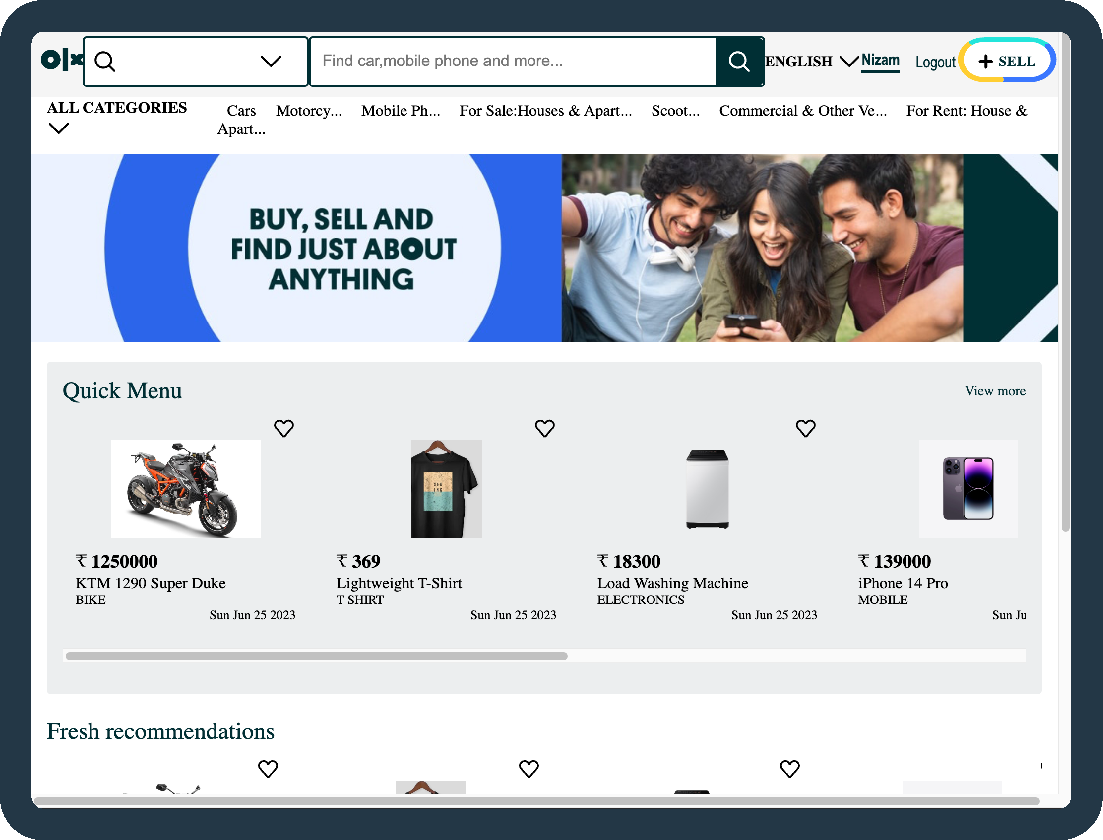 olx
Find car,mobile phone and more...
ENGLISH
Nizam
Logout
+ SELL
ALL CATEGORIES
Cars Motorcy... Mobile Ph... For Sale:Houses & Apart... Scoot... Commercial & Other Ve... For Rent: House &
Apart...
BUY, SELL AND
FIND JUST ABOUT
ANYTHING
Quick Menu
View more
₹ 1250000
KTM 1290 Super Duke
BIKE
Sun Jun 25 2023
₹ 369
Lightweight T-Shirt
T SHIRT
Sun Jun 25 2023
₹ 18300
Load Washing Machine
ELECTRONICS
Sun Jun 25 2023
₹ 139000
iPhone 14 Pro
MOBILE
Sun Ju
Fresh recommendations